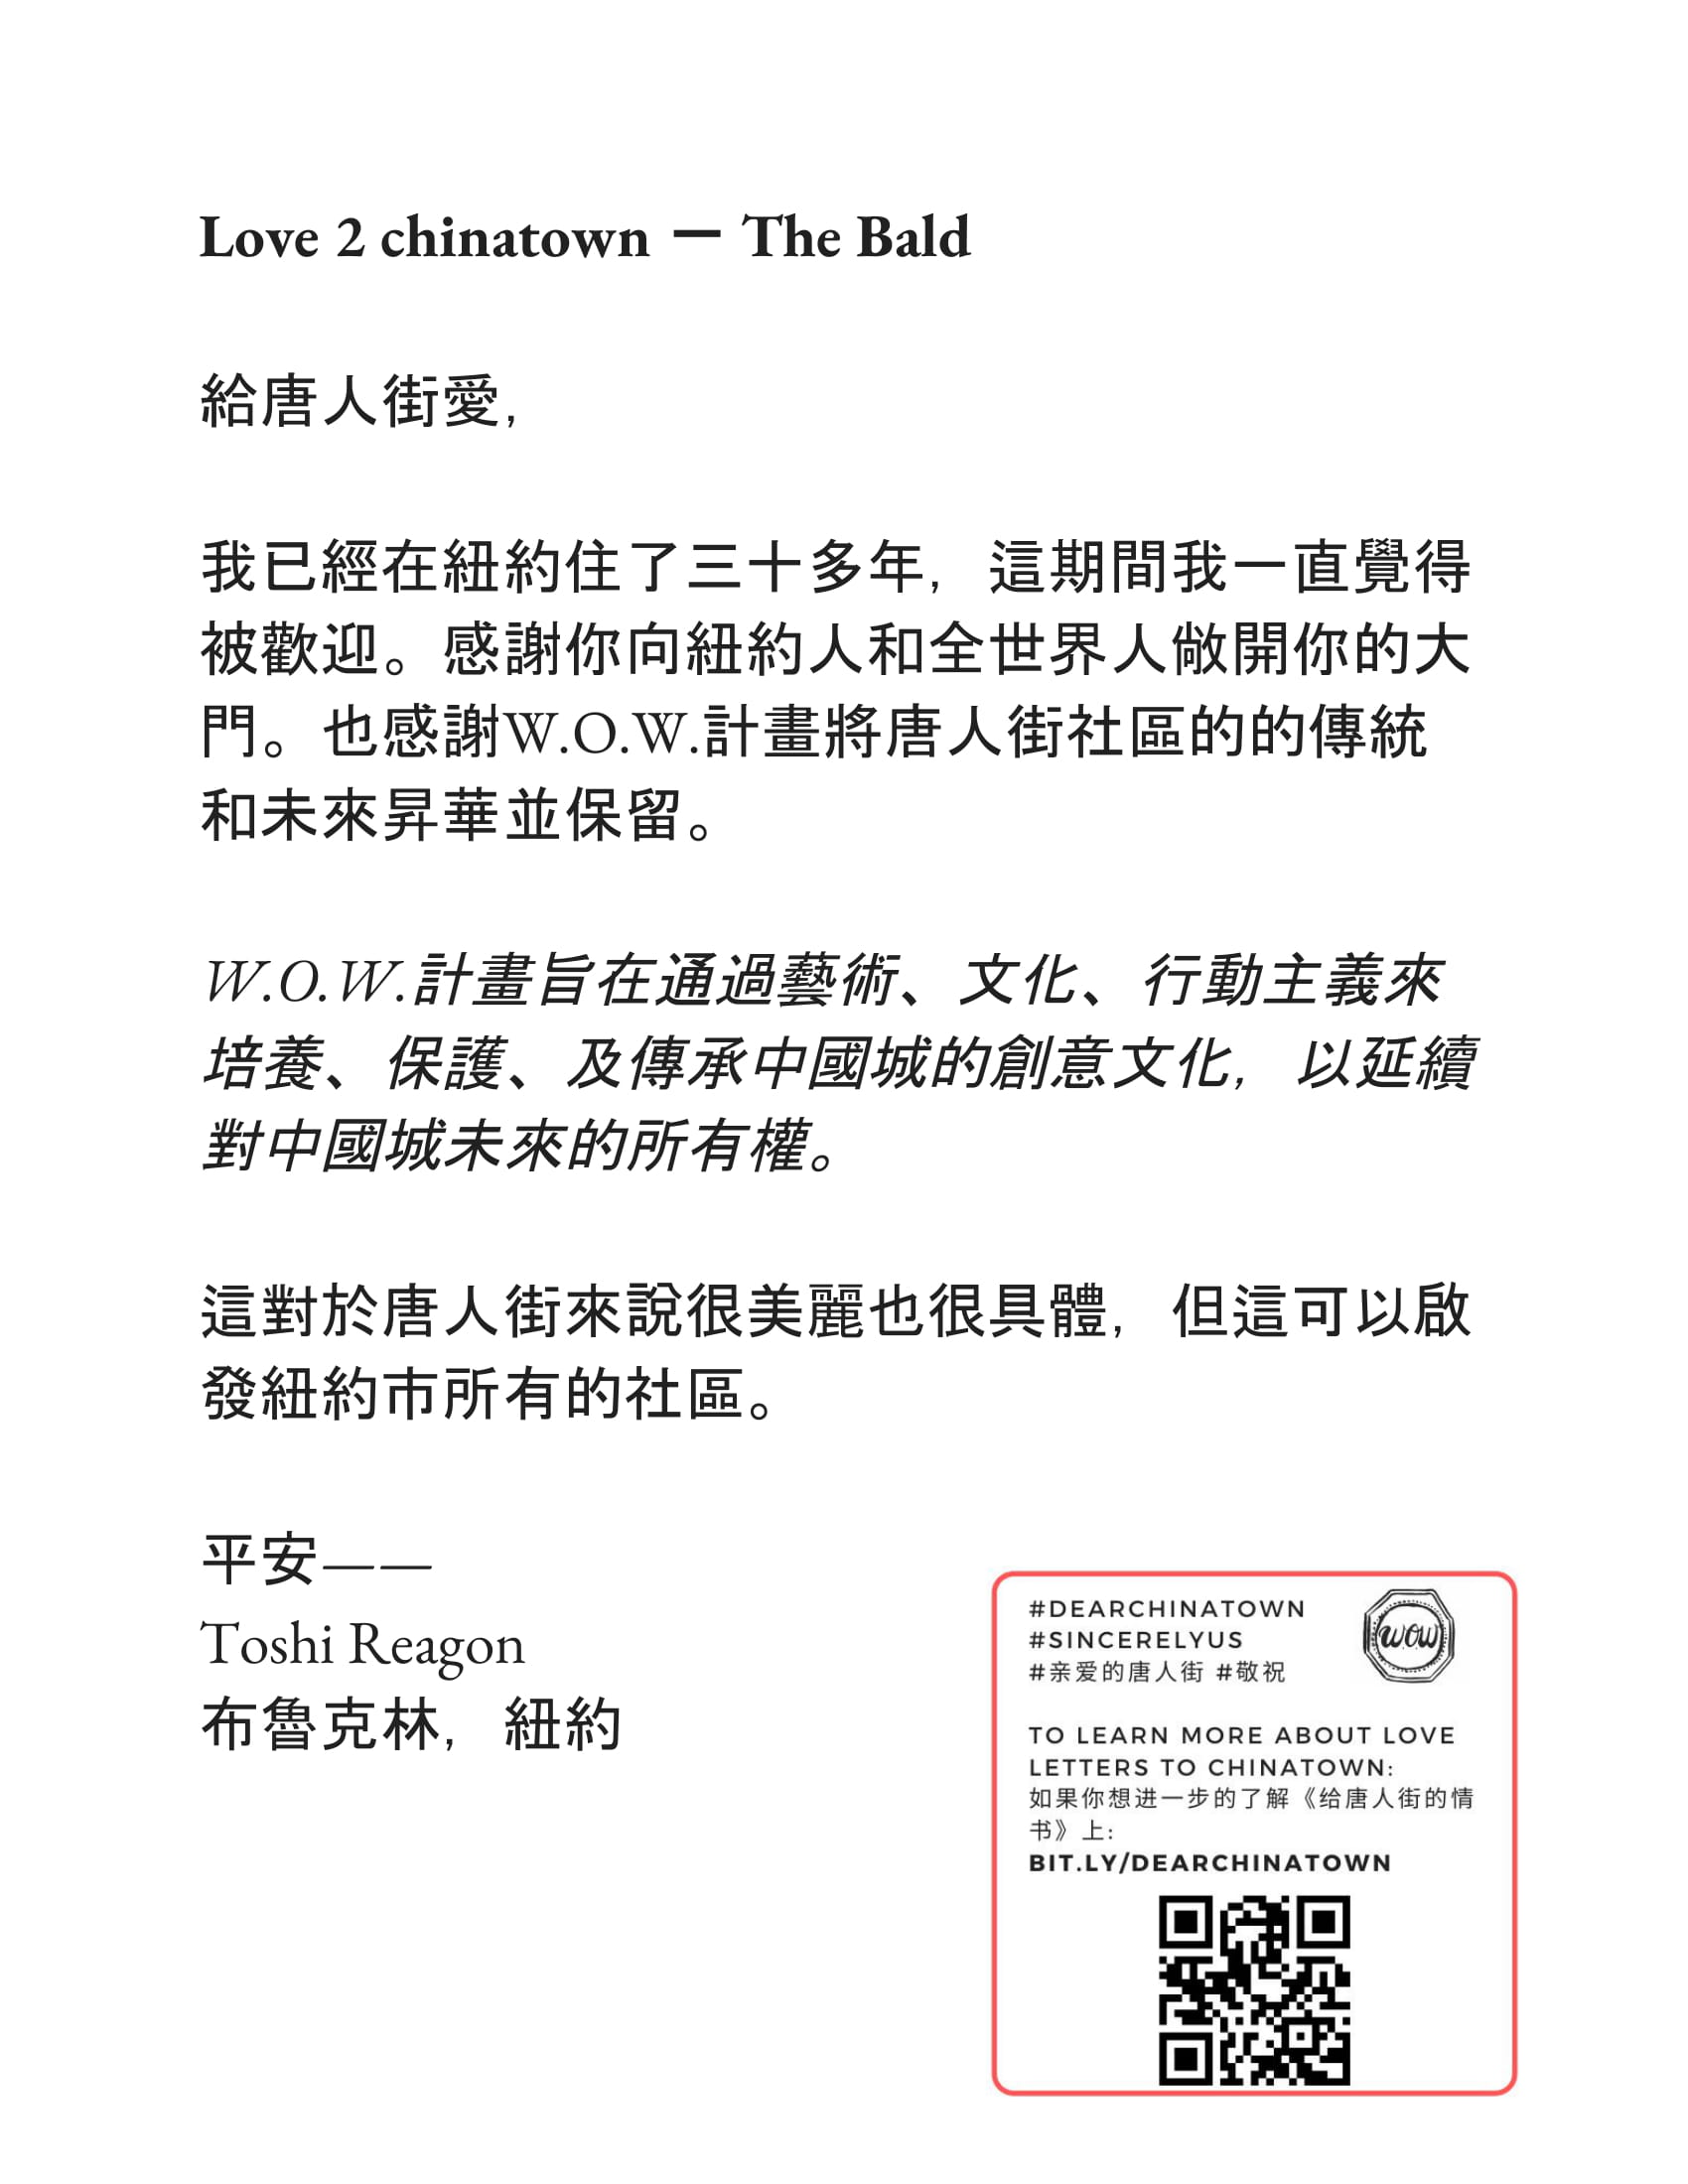 Love 2 chinatown — The Bald
給唐人街愛,
我已經在紐約住了三十多年,這期間我一直覺得
被歡迎。感謝你向紐約人和全世界人敞開你的大
門。也感謝W.O.W.計畫將唐人街社區的的傳統
和未來昇華並保留。
W.O.W.計畫旨在通過藝術、文化、行動主義來
培養、保護、及傳承中國城的創意文化,以延續
對中國城未來的所有權。
這對於唐人街來說很美麗也很具體,但這可以啟
發紐約市所有的社區。
平安——
Toshi Reagon
布魯克林,紐約
#DEARCHINATOWN
#SINCERELYUS
#亲爱的唐人街 #敬祝
WOW
TO LEARN MORE ABOUT LOVE
LETTERS TO CHINATOWN:
如果你想进一步的了解《给唐人街的情
书》上:
BIT.LY/DEARCHINATOWN